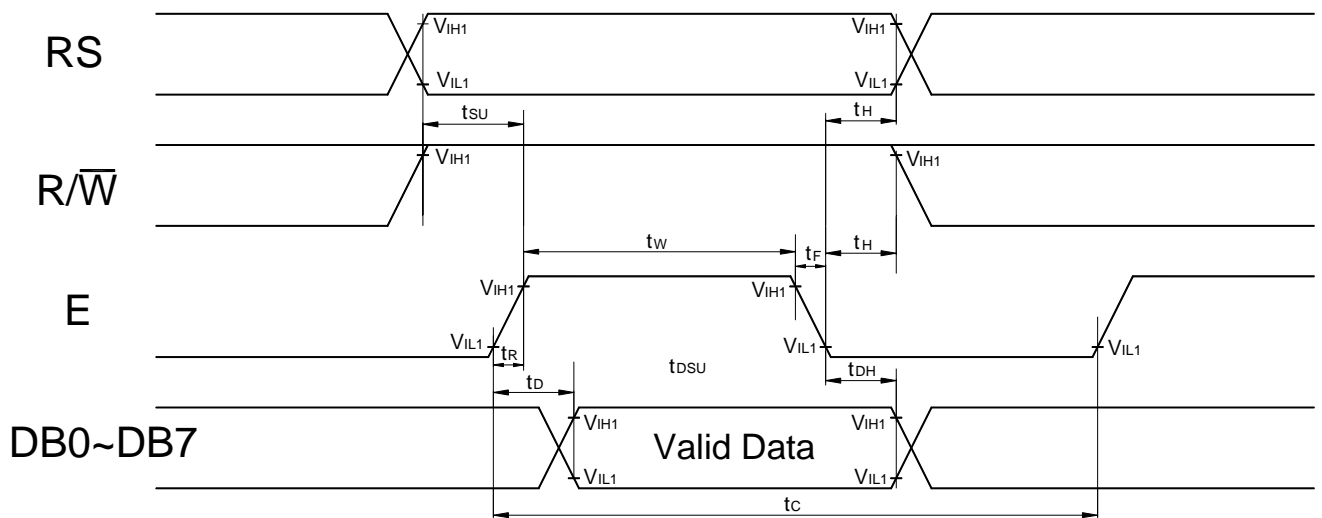 VIH1 VIH1
RS
VIL1 VIL1
tSU tH
VIH1 VIH1
R/W̅
tW tF tH
VIH1 VIH1
E
VIL1 VIL1 VIL1
tR tDSU tDH
tD
VIH1 VIH1
DB0~DB7 Valid Data
VIL1 VIL1
tC